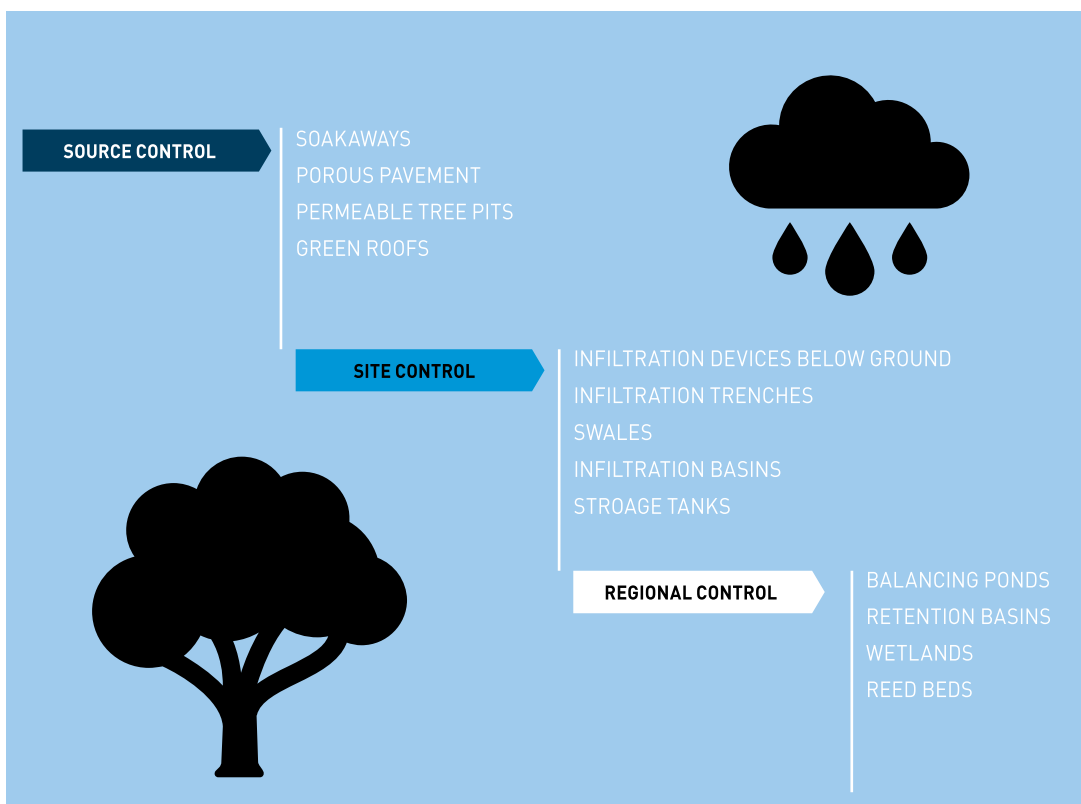 SOURCE CONTROL
SOAKAWAYS
POROUS PAVEMENT
PERMEABLE TREE PITS
GREEN ROOFS
SITE CONTROL
INFILTRATION DEVICES BELOW GROUND
INFILTRATION TRENCHES
SWALES
INFILTRATION BASINS
STROAGE TANKS
REGIONAL CONTROL
BALANCING PONDS
RETENTION BASINS
WETLANDS
REED BEDS